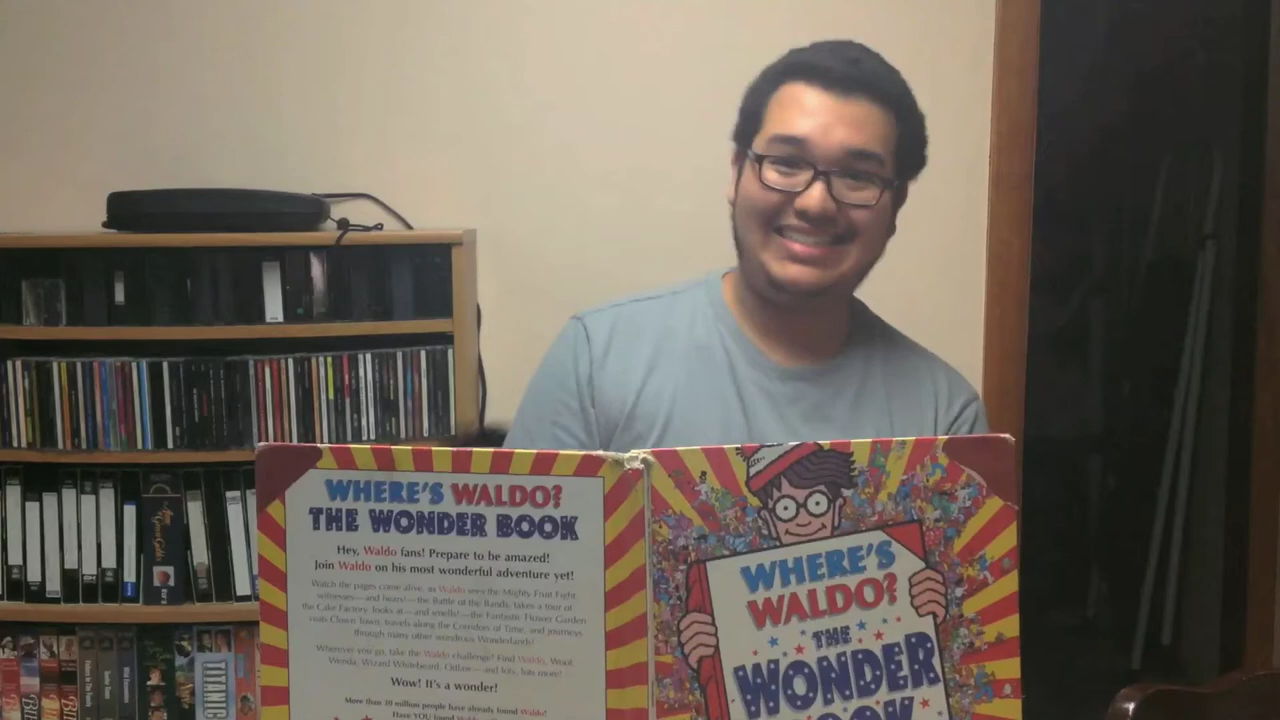 WHERE'S WALDO?
THE WONDER BOOK
Hey, Waldo fans! Prepare to be amazed!
Join Waldo on his most wonderful adventure yet!
Watch the pages come alive, as Waldo sees the Mighty Fruit Fight,
witnesses—and hears!—the Battle of the Bands, takes a tour of
the Cake Factory, looks at—and smells!—the Fantastic Flower Garden
visits Clown Town, travels along the Corridors of Time, and journeys
through many other wondrous Wonderlands!
Wherever you go, take the Waldo challenge! Find Waldo, Woof,
Wenda, Wizard Whitebeard, Odlaw—and lots, lots more!
Wow! It's a wonder!
More than 40 million people have already found Waldo!
Have YOU found
WHERE'S
WALDO?
THE
WONDER
BOOK
TITANIC